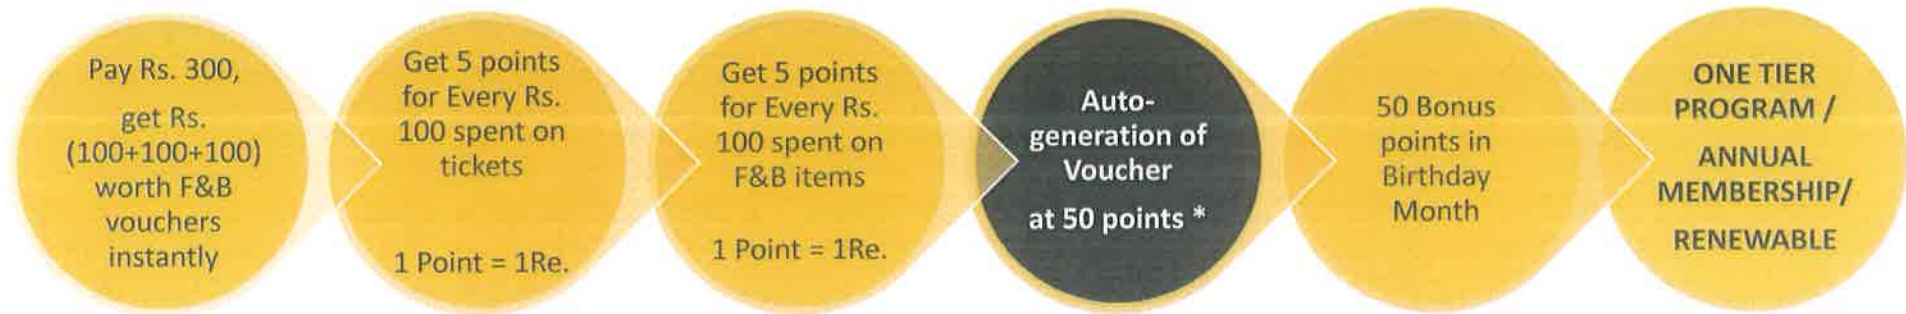 Pay Rs. 300,
get Rs.
(100+100+100)
worth F&B
vouchers
instantly
Get 5 points
for Every Rs.
100 spent on
tickets
1 Point = 1Re.
Get 5 points
for Every Rs.
100 spent on
F&B items
1 Point = 1Re.
Auto-
generation of
Voucher
at 50 points *
50 Bonus
points in
Birthday
Month
ONE TIER
PROGRAM /
ANNUAL
MEMBERSHIP/
RENEWABLE